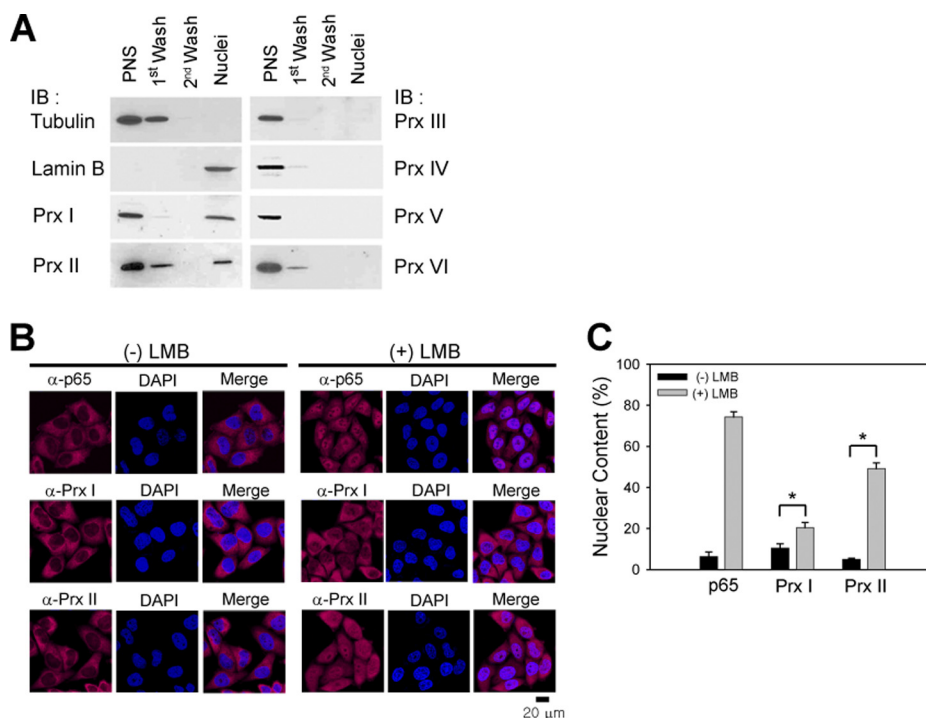 A
PNS
1st Wash
2nd Wash
Nuclei
PNS
1st Wash
2nd Wash
Nuclei
IB :
IB :
Tubulin
Prx III
Lamin B
Prx IV
Prx I
Prx V
Prx II
Prx VI
B
(-) LMB
(+) LMB
α-p65 DAPI Merge
α-p65 DAPI Merge
α-Prx I DAPI Merge
α-Prx I DAPI Merge
α-Prx II DAPI Merge
α-Prx II DAPI Merge
20 μm
C
Nuclear Content (%)
100
80
60
40
20
0
(-) LMB
(+) LMB
*
*
p65 Prx I Prx II